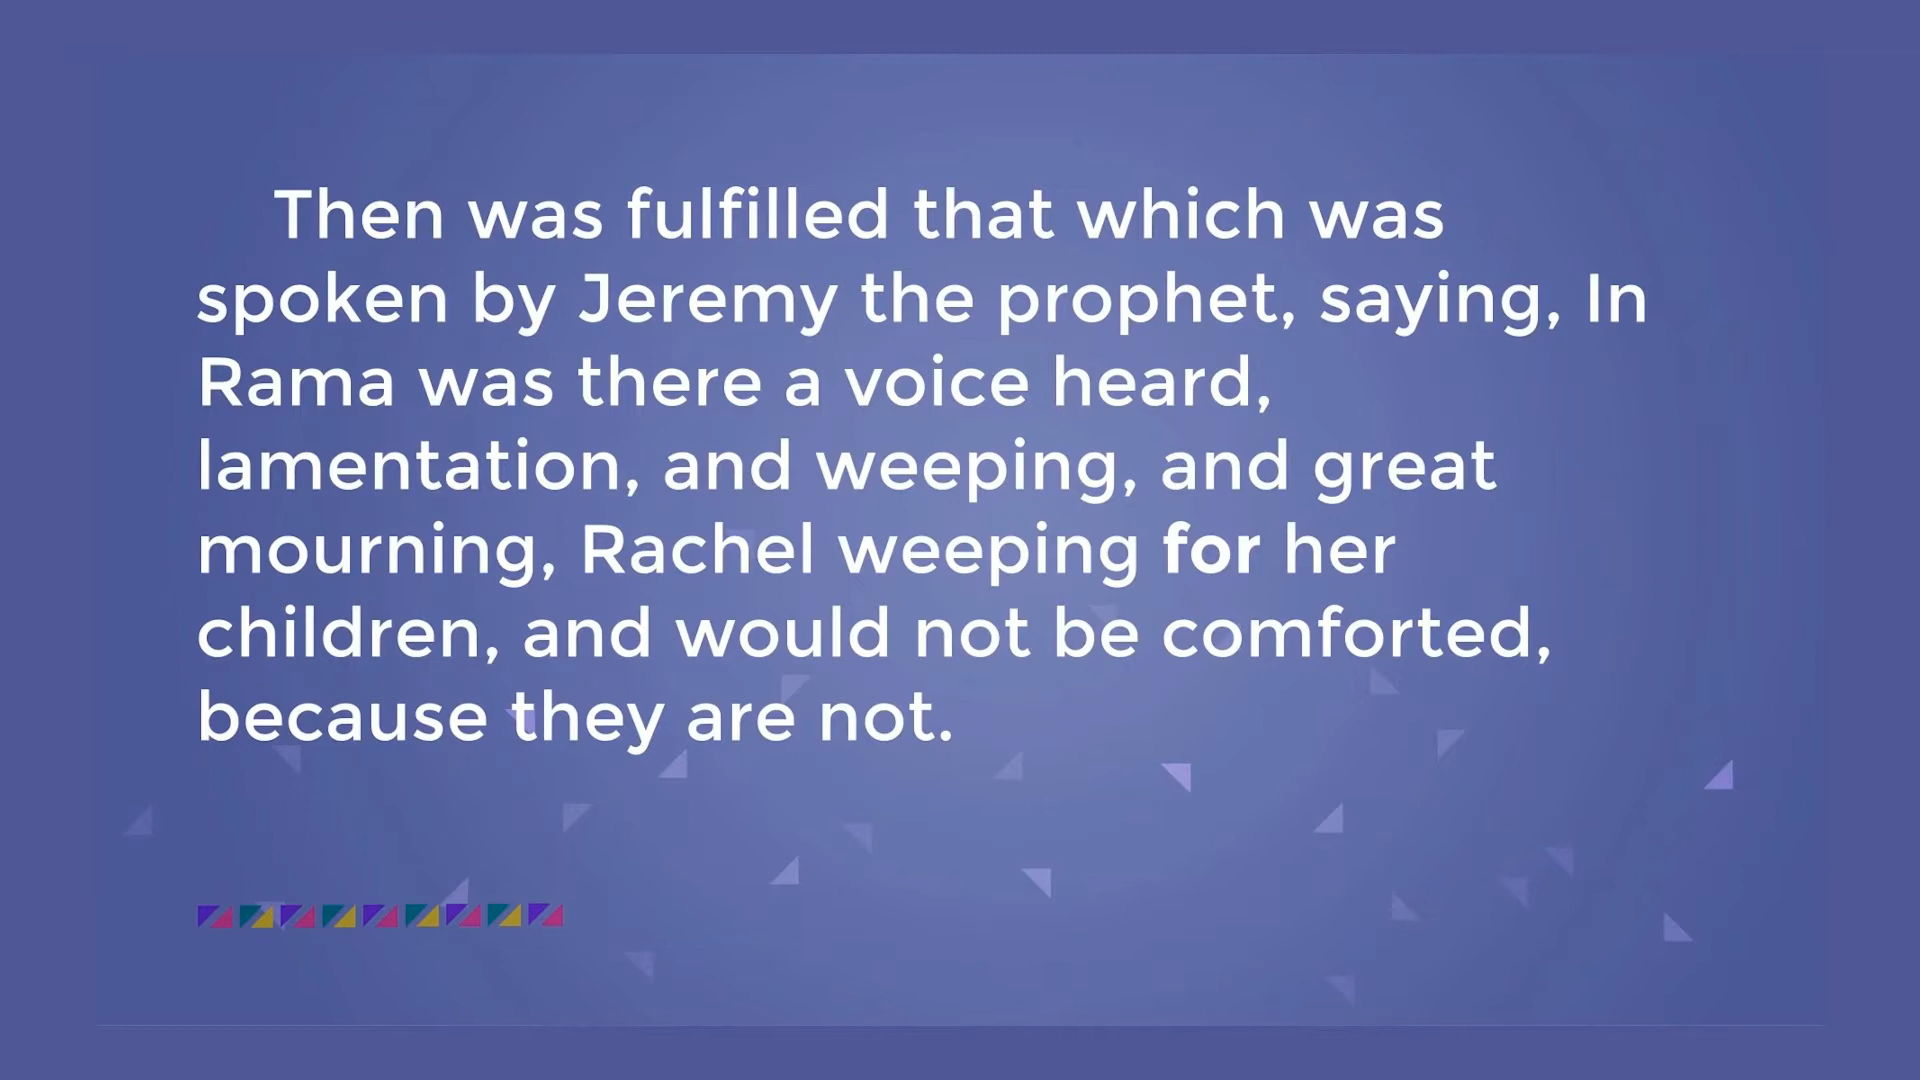 Then was fulfilled that which was
spoken by Jeremy the prophet, saying, In
Rama was there a voice heard,
lamentation, and weeping, and great
mourning, Rachel weeping for her
children, and would not be comforted,
because they are not.